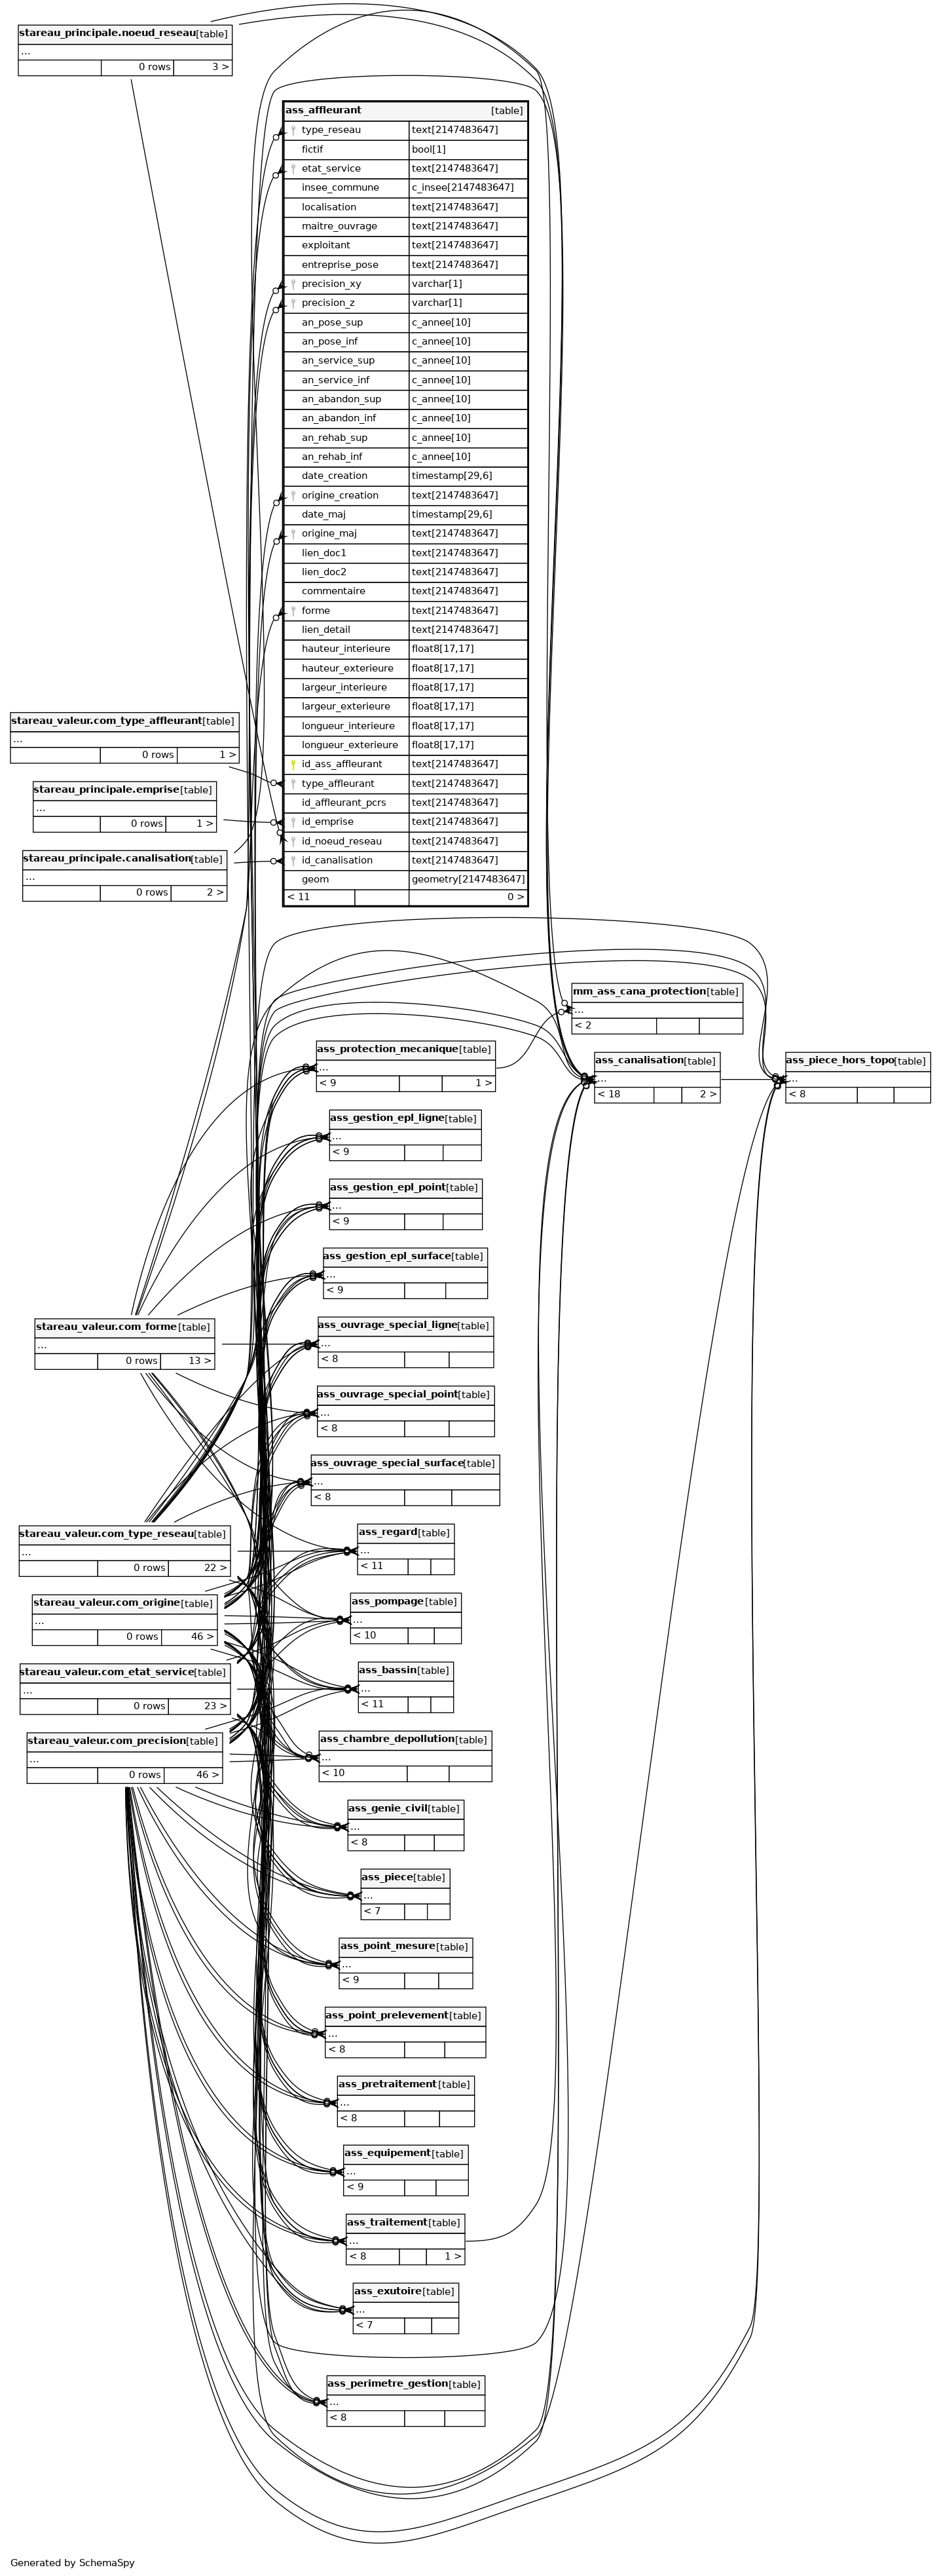 stareau_principale.noeud_reseau [table]
...
0 rows 3 >
ass_affleurant [table]
type_reseau text[2147483647]
fictif bool[1]
etat_service text[2147483647]
insee_commune c_insee[2147483647]
localisation text[2147483647]
maitre_ouvrage text[2147483647]
exploitant text[2147483647]
entreprise_pose text[2147483647]
precision_xy varchar[1]
precision_z varchar[1]
an_pose_sup c_annee[10]
an_pose_inf c_annee[10]
an_service_sup c_annee[10]
an_service_inf c_annee[10]
an_abandon_sup c_annee[10]
an_abandon_inf c_annee[10]
an_rehab_sup c_annee[10]
an_rehab_inf c_annee[10]
date_creation timestamp[29,6]
origine_creation text[2147483647]
date_maj timestamp[29,6]
origine_maj text[2147483647]
lien_doc1 text[2147483647]
lien_doc2 text[2147483647]
commentaire text[2147483647]
forme text[2147483647]
lien_detail text[2147483647]
hauteur_interieure float8[17,17]
hauteur_exterieure float8[17,17]
largeur_interieure float8[17,17]
largeur_exterieure float8[17,17]
longueur_interieure float8[17,17]
longueur_exterieure float8[17,17]
id_ass_affleurant text[2147483647]
type_affleurant text[2147483647]
id_affleurant_pcrs text[2147483647]
id_emprise text[2147483647]
id_noeud_reseau text[2147483647]
id_canalisation text[2147483647]
geom geometry[2147483647]
< 11 0 >
stareau_valeur.com_type_affleurant [table]
...
0 rows 1 >
stareau_principale.emprise [table]
...
0 rows 1 >
stareau_principale.canalisation [table]
...
0 rows 2 >
mm_ass_cana_protection [table]
...
< 2
ass_protection_mecanique [table]
...
< 9 1 >
ass_canalisation [table]
...
< 18 2 >
ass_piece_hors_topo [table]
...
< 8
ass_gestion_epl_ligne [table]
...
< 9
ass_gestion_epl_point [table]
...
< 9
ass_gestion_epl_surface [table]
...
< 9
stareau_valeur.com_forme [table]
...
0 rows 13 >
ass_ouvrage_special_ligne [table]
...
< 8
ass_ouvrage_special_point [table]
...
< 8
ass_ouvrage_special_surface [table]
...
< 8
stareau_valeur.com_type_reseau [table]
...
0 rows 22 >
ass_regard [table]
...
< 11
stareau_valeur.com_origine [table]
...
0 rows 46 >
ass_pompage [table]
...
< 10
stareau_valeur.com_etat_service [table]
...
0 rows 23 >
ass_bassin [table]
...
< 11
stareau_valeur.com_precision [table]
...
0 rows 46 >
ass_chambre_depollution [table]
...
< 10
ass_genie_civil [table]
...
< 8
ass_piece [table]
...
< 7
ass_point_mesure [table]
...
< 9
ass_point_prelevement [table]
...
< 8
ass_pretraitement [table]
...
< 8
ass_equipement [table]
...
< 9
ass_traitement [table]
...
< 8 1 >
ass_exutoire [table]
...
< 7
ass_perimetre_gestion [table]
...
< 8
Generated by SchemaSpy